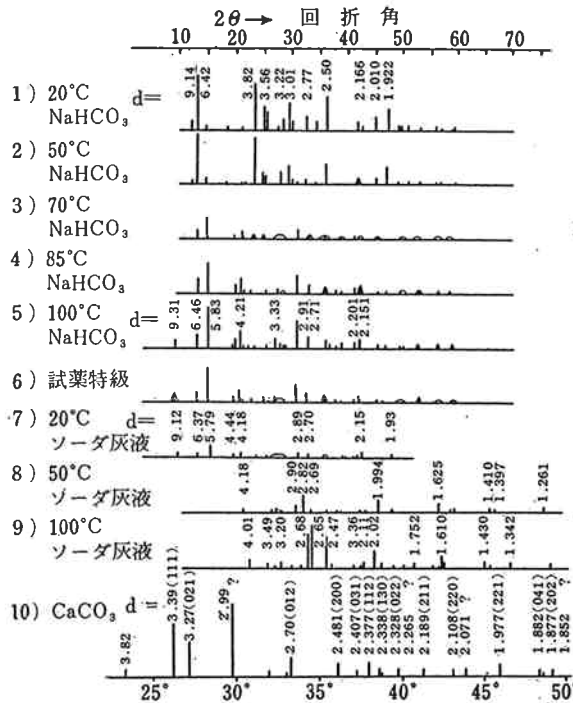 2θ→ 回折角
10 20 30 40 50 60 70
10 20 30 40 50 60 70
1) 20°C
NaHCO₃
d=
9.14 6.42 3.82 3.56 3.22 3.01 2.77 2.50 2.166 2.010 1.922
2) 50°C
NaHCO₃
3) 70°C
NaHCO₃
4) 85°C
NaHCO₃
5) 100°C
NaHCO₃
d=
9.31 6.46 5.83 4.21 3.33 2.91 2.71 2.201 2.151
6) 試薬特級
7) 20°C
ソーダ灰液
d=
9.12 6.37 5.79 4.44 4.18 2.89 2.70 2.15 1.93
8) 50°C
ソーダ灰液
4.18 2.90 2.82 2.69 1.994 1.625 1.410 1.397 1.261
9) 100°C
ソーダ灰液
4.01 3.49 3.20 2.68 2.65 2.47 2.36 2.11 2.02 1.752 1.610 1.430 1.342
10) CaCO₃
d=
3.82 3.39(111) 3.27(021) 2.99 ? 2.70(012) 2.481(200) 2.407(031) 2.377(112) 2.338(130) 2.328(022) 2.265 ? 2.189(211) 2.108(220) 2.071 ? 1.977(221) 1.882(041) 1.877(202) 1.852 ?
25° 30° 35° 40° 45° 50°